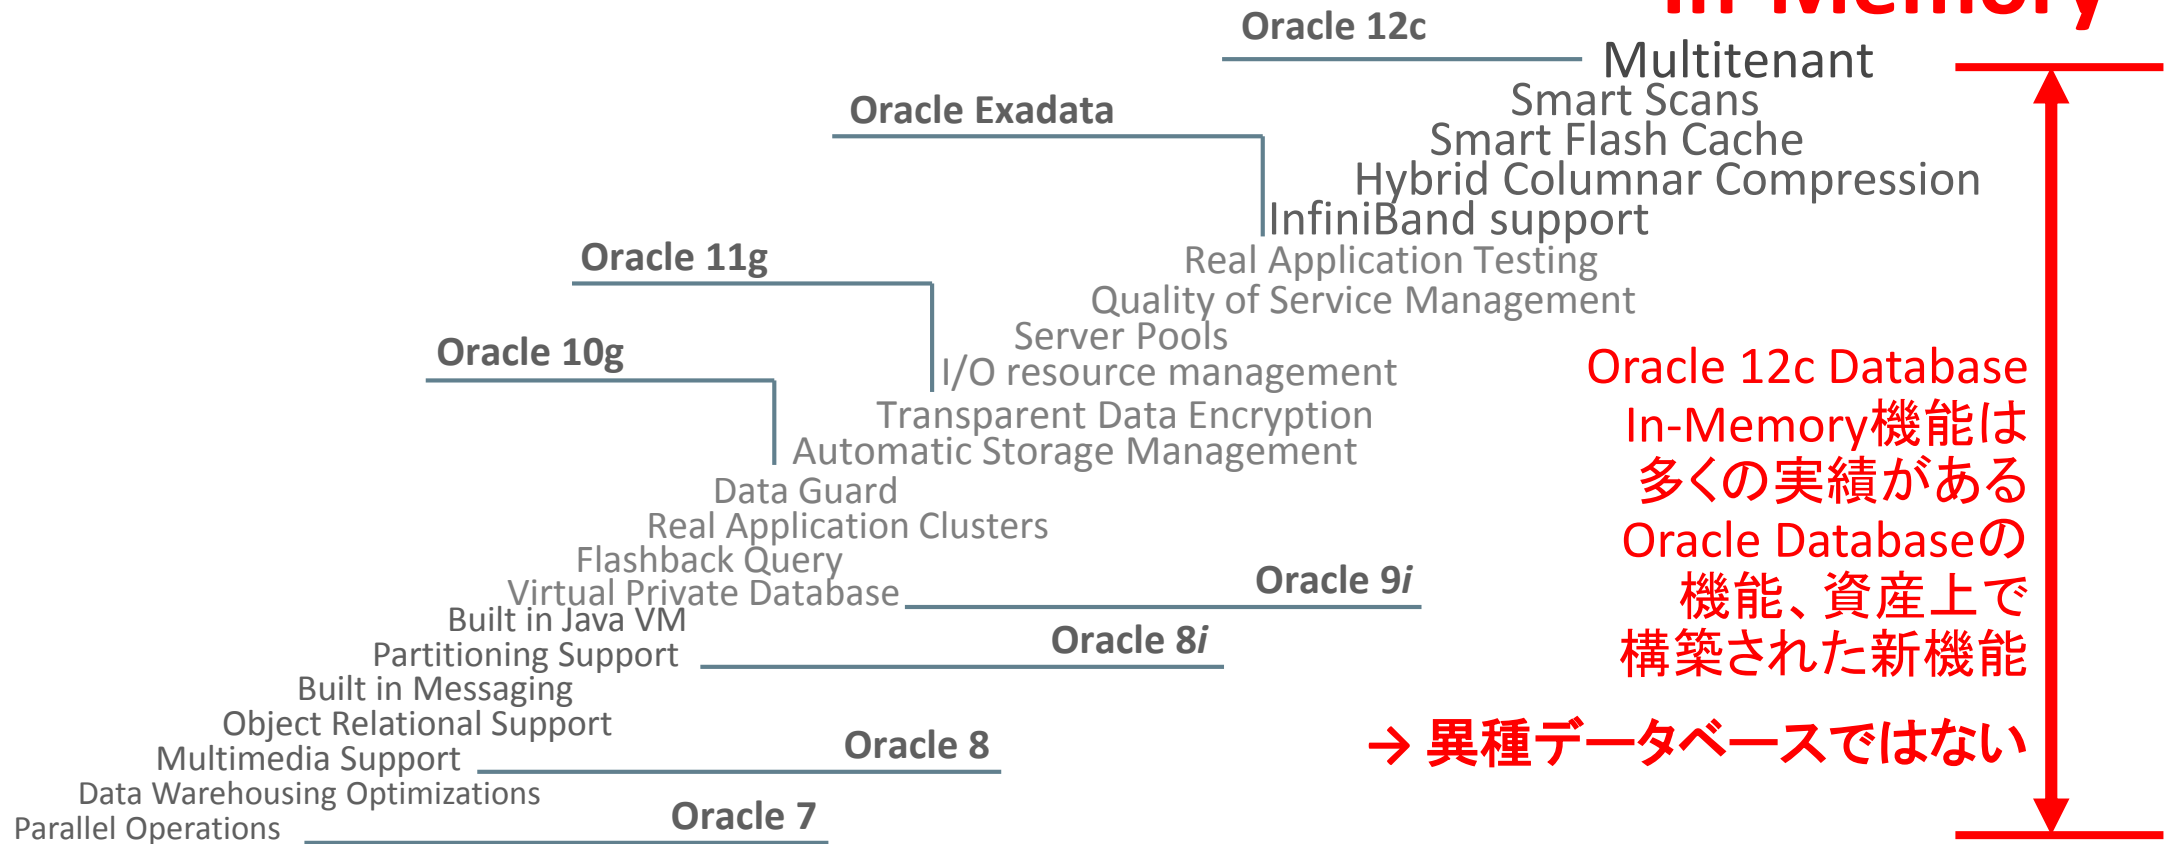 In-Memory
Oracle 12c
Multitenant
Smart Scans
Oracle Exadata
Smart Flash Cache
Hybrid Columnar Compression
InfiniBand support
Oracle 11g
Real Application Testing
Quality of Service Management
Server Pools
Oracle 10g
I/O resource management
Transparent Data Encryption
Automatic Storage Management
Data Guard
Real Application Clusters
Flashback Query
Virtual Private Database
Oracle 9i
Built in Java VM
Partitioning Support
Oracle 8i
Built in Messaging
Object Relational Support
Multimedia Support
Oracle 8
Data Warehousing Optimizations
Parallel Operations
Oracle 7
Oracle 12c Database
In-Memory機能は
多くの実績がある
Oracle Databaseの
機能、資産上で
構築された新機能
→ 異種データベースではない